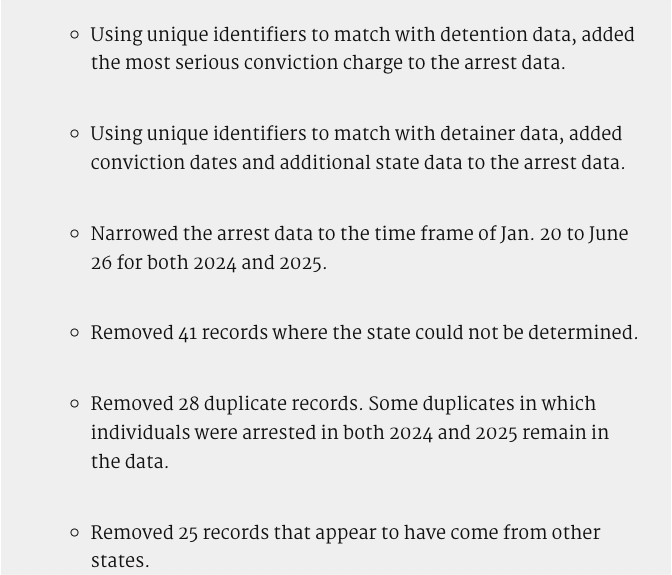 Using unique identifiers to match with detention data, added
the most serious conviction charge to the arrest data.
Using unique identifiers to match with detainer data, added
conviction dates and additional state data to the arrest data.
Narrowed the arrest data to the time frame of Jan. 20 to June
26 for both 2024 and 2025.
Removed 41 records where the state could not be determined.
Removed 28 duplicate records. Some duplicates in which
individuals were arrested in both 2024 and 2025 remain in
the data.
Removed 25 records that appear to have come from other
states.